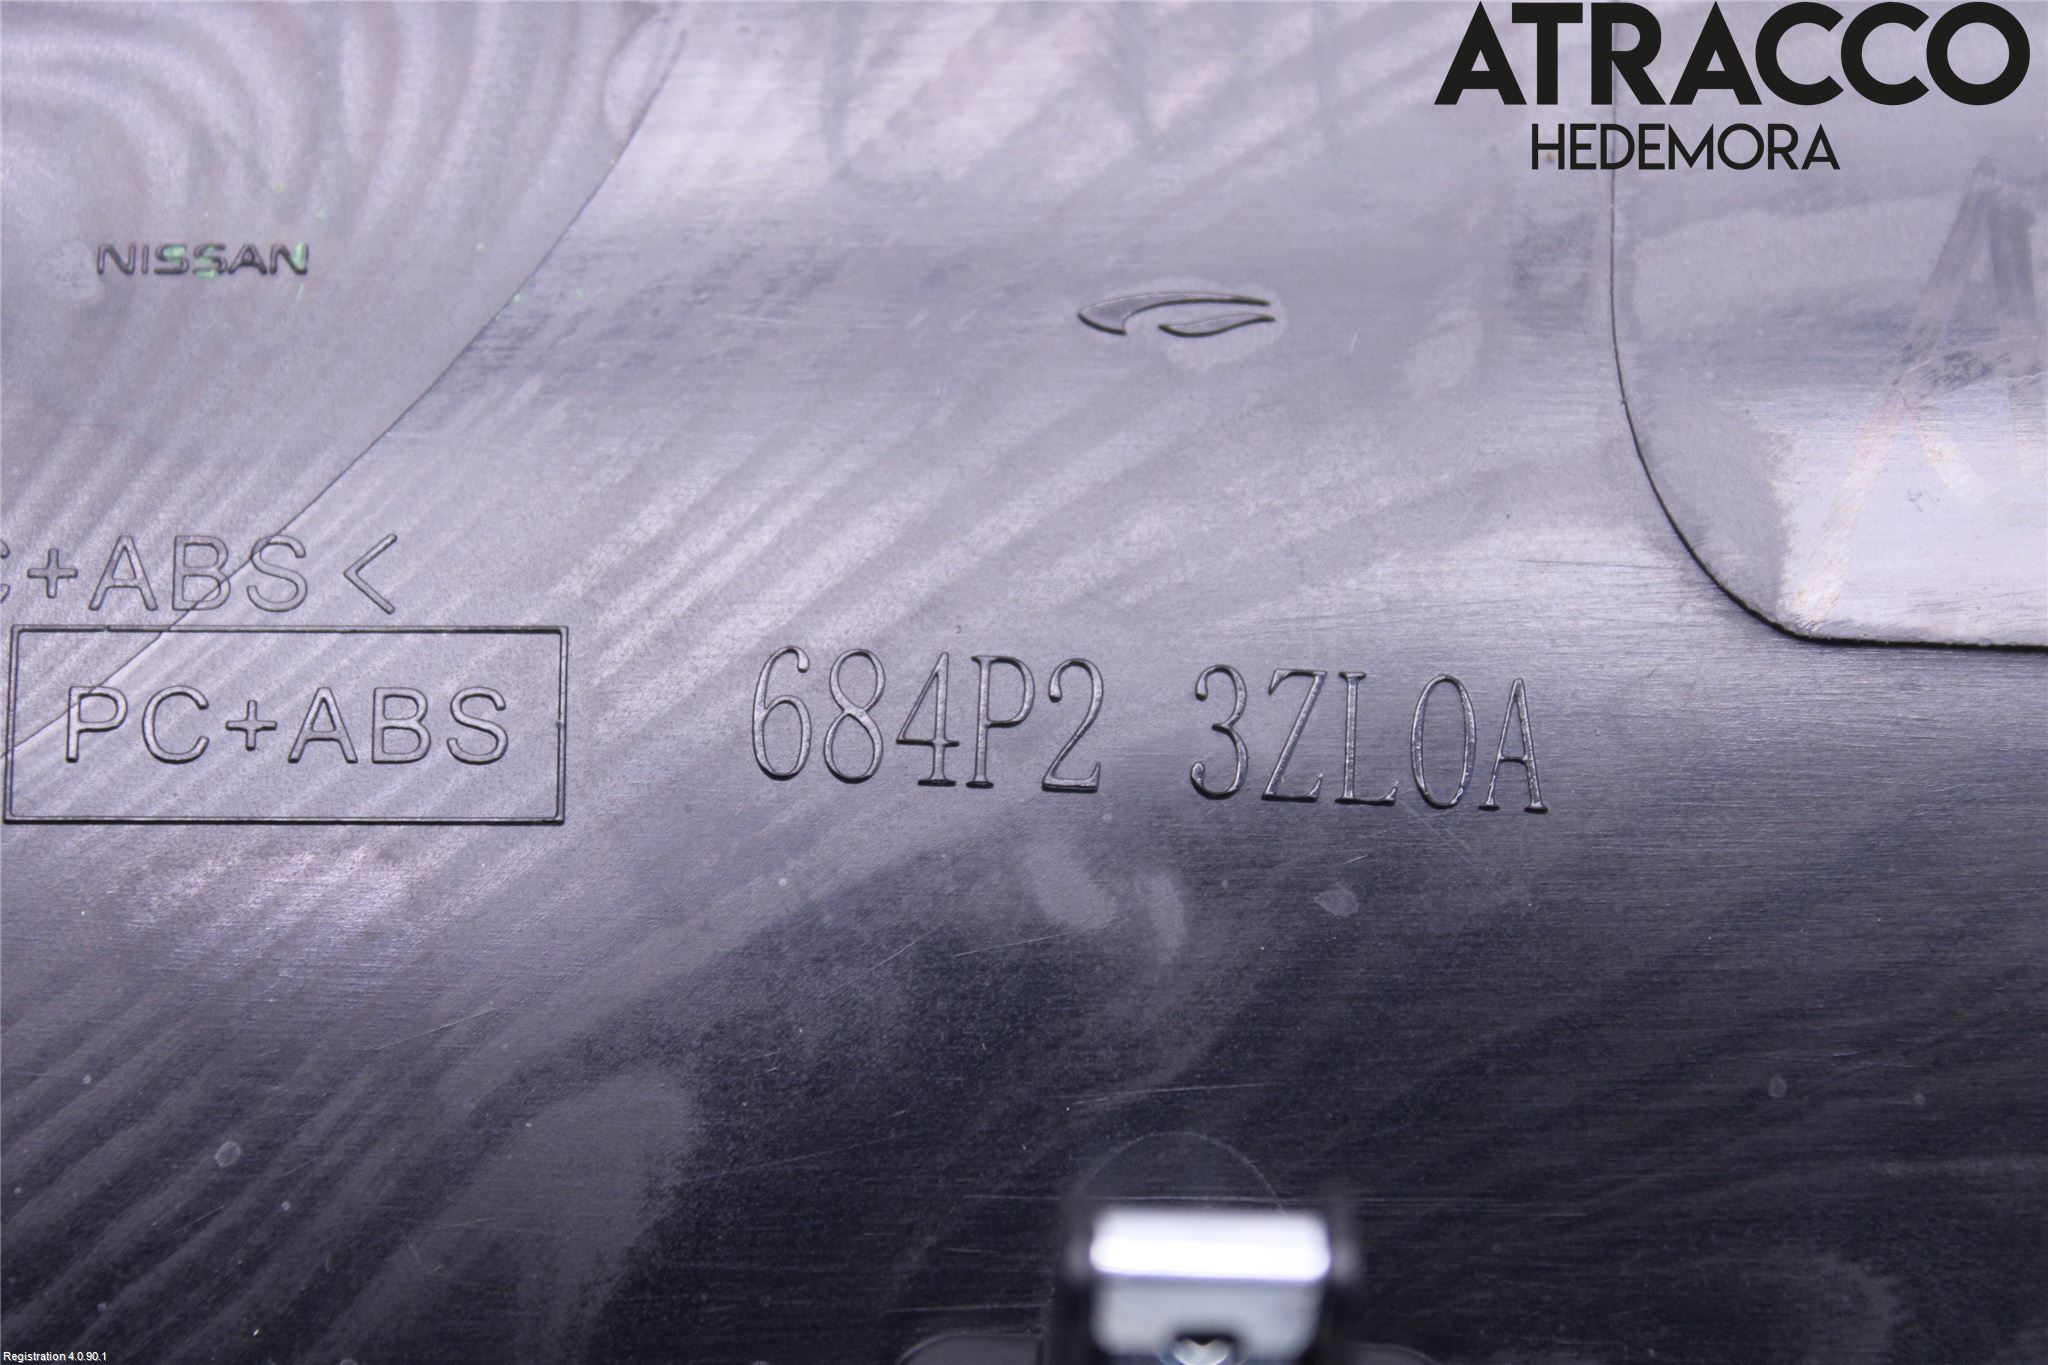 ATRACCO
HEDEMORA
NISSAN
C+ABS<
PC+ABS
684P2 3ZL0A
Registration 4.0.90.1